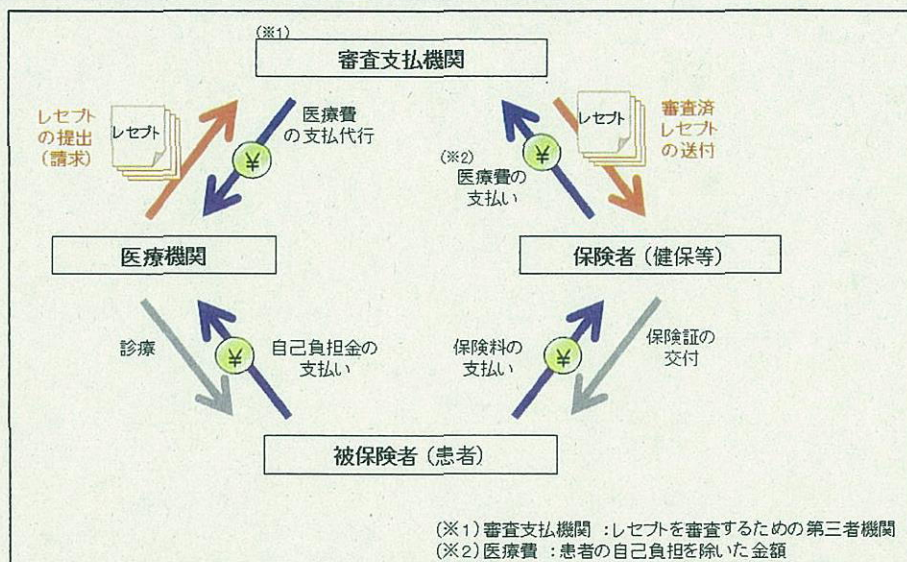 (※1)
審査支払機関
レセプト
の提出
(請求)
レセプト
医療費
の支払代行
¥
(※2)
医療費の
支払い
¥
レセプト
審査済
レセプト
の送付
医療機関
保険者(健保等)
診療
¥
自己負担金の
支払い
保険料の
支払い
¥
保険証の
交付
被保険者(患者)
(※1)審査支払機関 :レセプトを審査するための第三者機関
(※2)医療費 :患者の自己負担を除いた金額